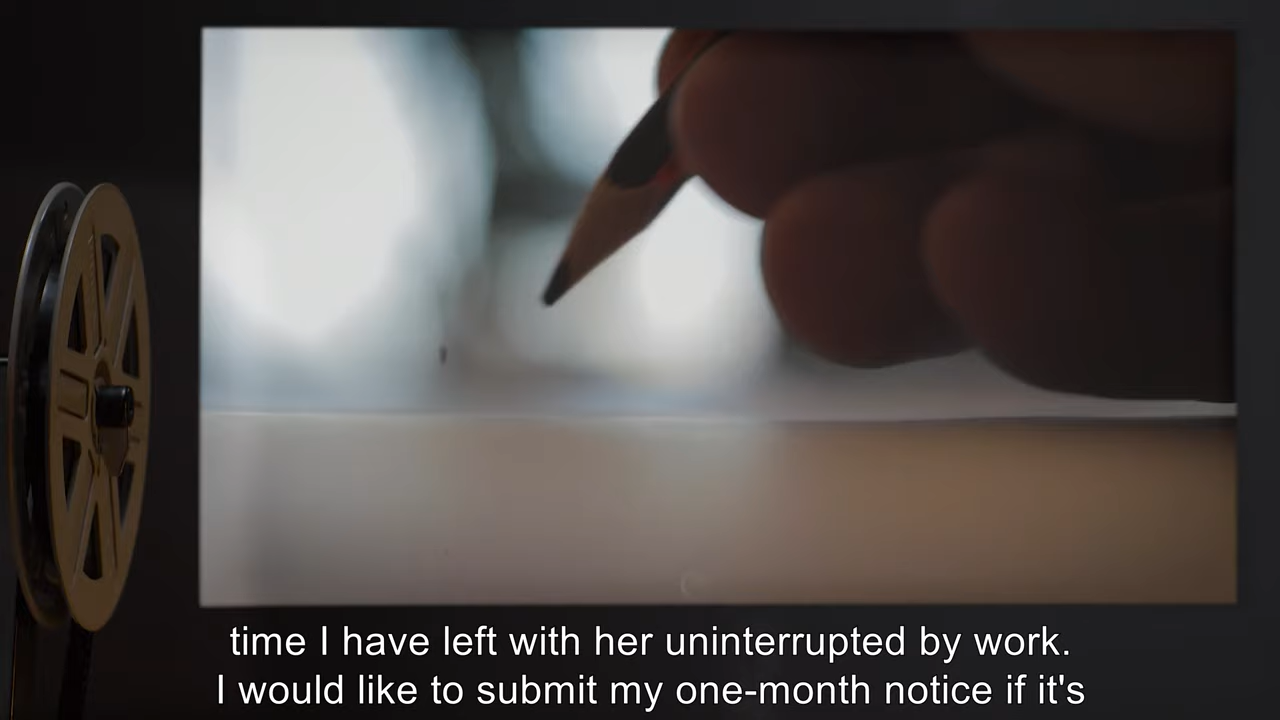 time I have left with her uninterrupted by work.
I would like to submit my one-month notice if it's